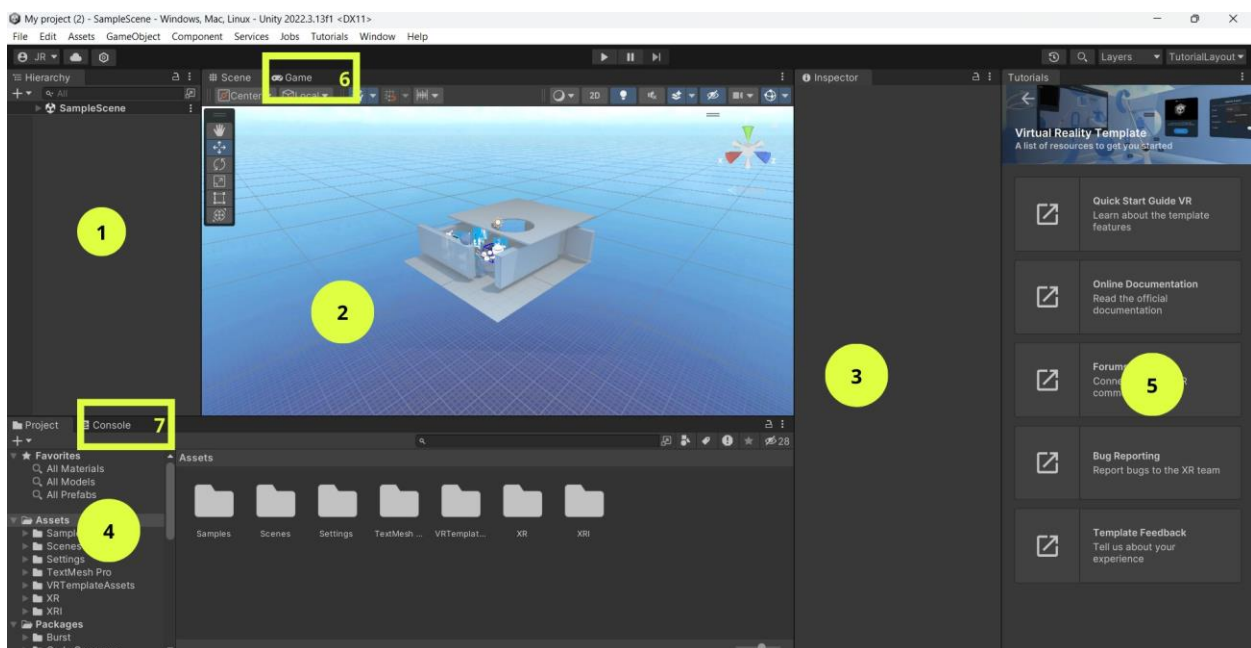 My project (2) - SampleScene - Windows, Mac, Linux - Unity 2022.3.13f1 <DX11>
File Edit Assets GameObject Component Services Jobs Tutorials Window Help
JR Layers TutorialLayout
Hierarchy
Scene Game 6
Inspector
Tutorials
All
Center Local 2D
SampleScene
Virtual Reality Template
A list of resources to get you started
x z
1
2
3
Quick Start Guide VR
Learn about the template
features
Online Documentation
Read the official
documentation
5
Bug Reporting
Report bugs to the XR team
Template Feedback
Tell us about your
experience
Project Console 7
28
Favorites
All Materials
All Models
All Prefabs
4
Assets
Scenes
Settings
TextMesh Pro
VRTemplateAssets
XR
XRI
Packages
Burst
Assets
Samples Scenes Settings TextMesh ... VRTemplat... XR XRI